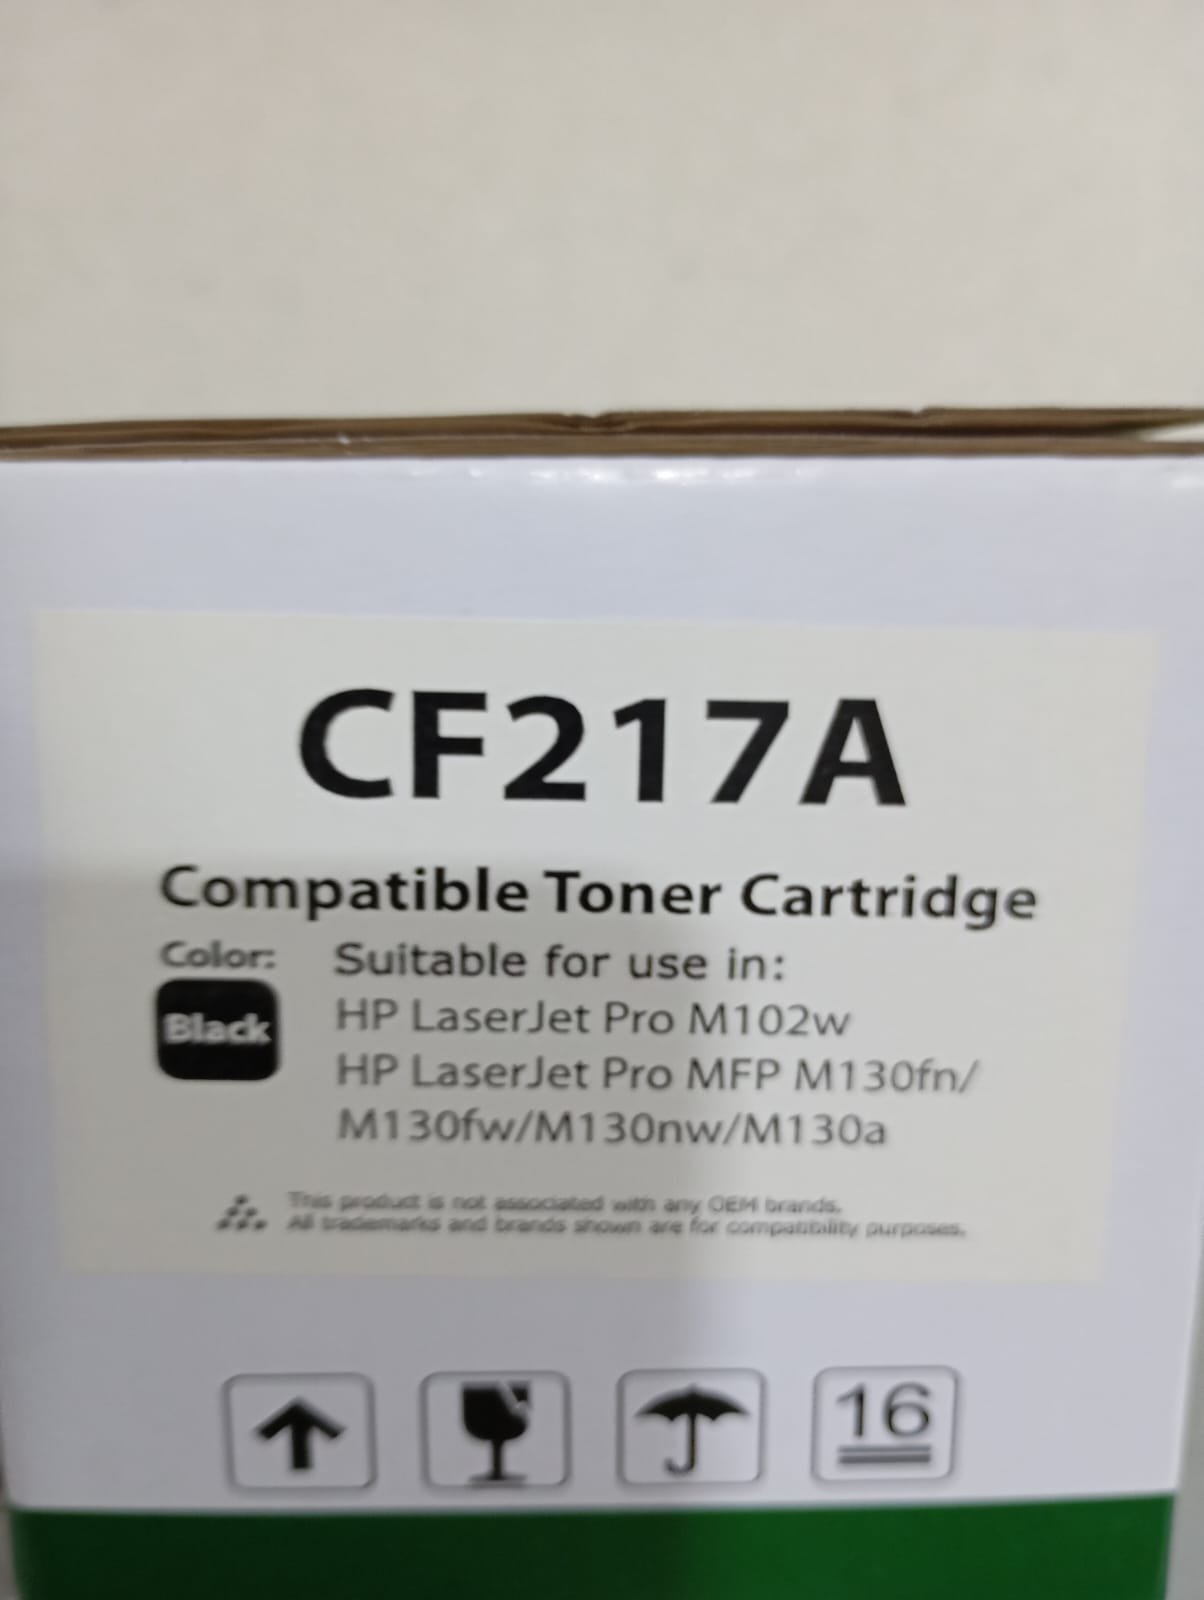 CF217A
Compatible Toner Cartridge
Color:
Black
Suitable for use in:
HP LaserJet Pro M102w
HP LaserJet Pro MFP M130fn/
M130fw/M130nw/M130a
This product is not associated with any OEM brands.
All trademarks and brands shown are for compatibility purposes.
16